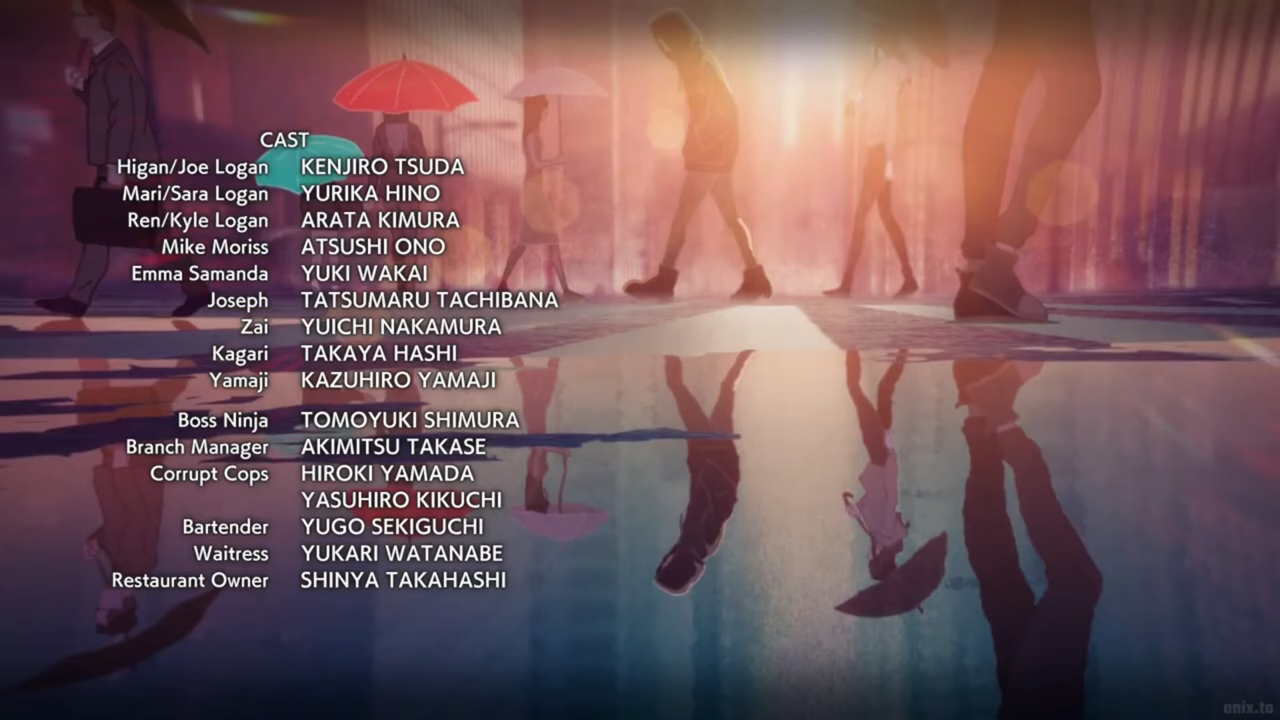 CAST
Higan/Joe Logan KENJIRO TSUDA
Mari/Sara Logan YURIKA HINO
Ren/Kyle Logan ARATA KIMURA
Mike Moriss ATSUSHI ONO
Emma Samanda YUKI WAKAI
Joseph TATSUMARU TACHIBANA
Zai YUICHI NAKAMURA
Kagari TAKAYA HASHI
Yamaji KAZUHIRO YAMAJI
Boss Ninja TOMOYUKI SHIMURA
Branch Manager AKIMITSU TAKASE
Corrupt Cops HIROKI YAMADA
YASUHIRO KIKUCHI
Bartender YUGO SEKIGUCHI
Waitress YUKARI WATANABE
Restaurant Owner SHINYA TAKAHASHI
anix.to